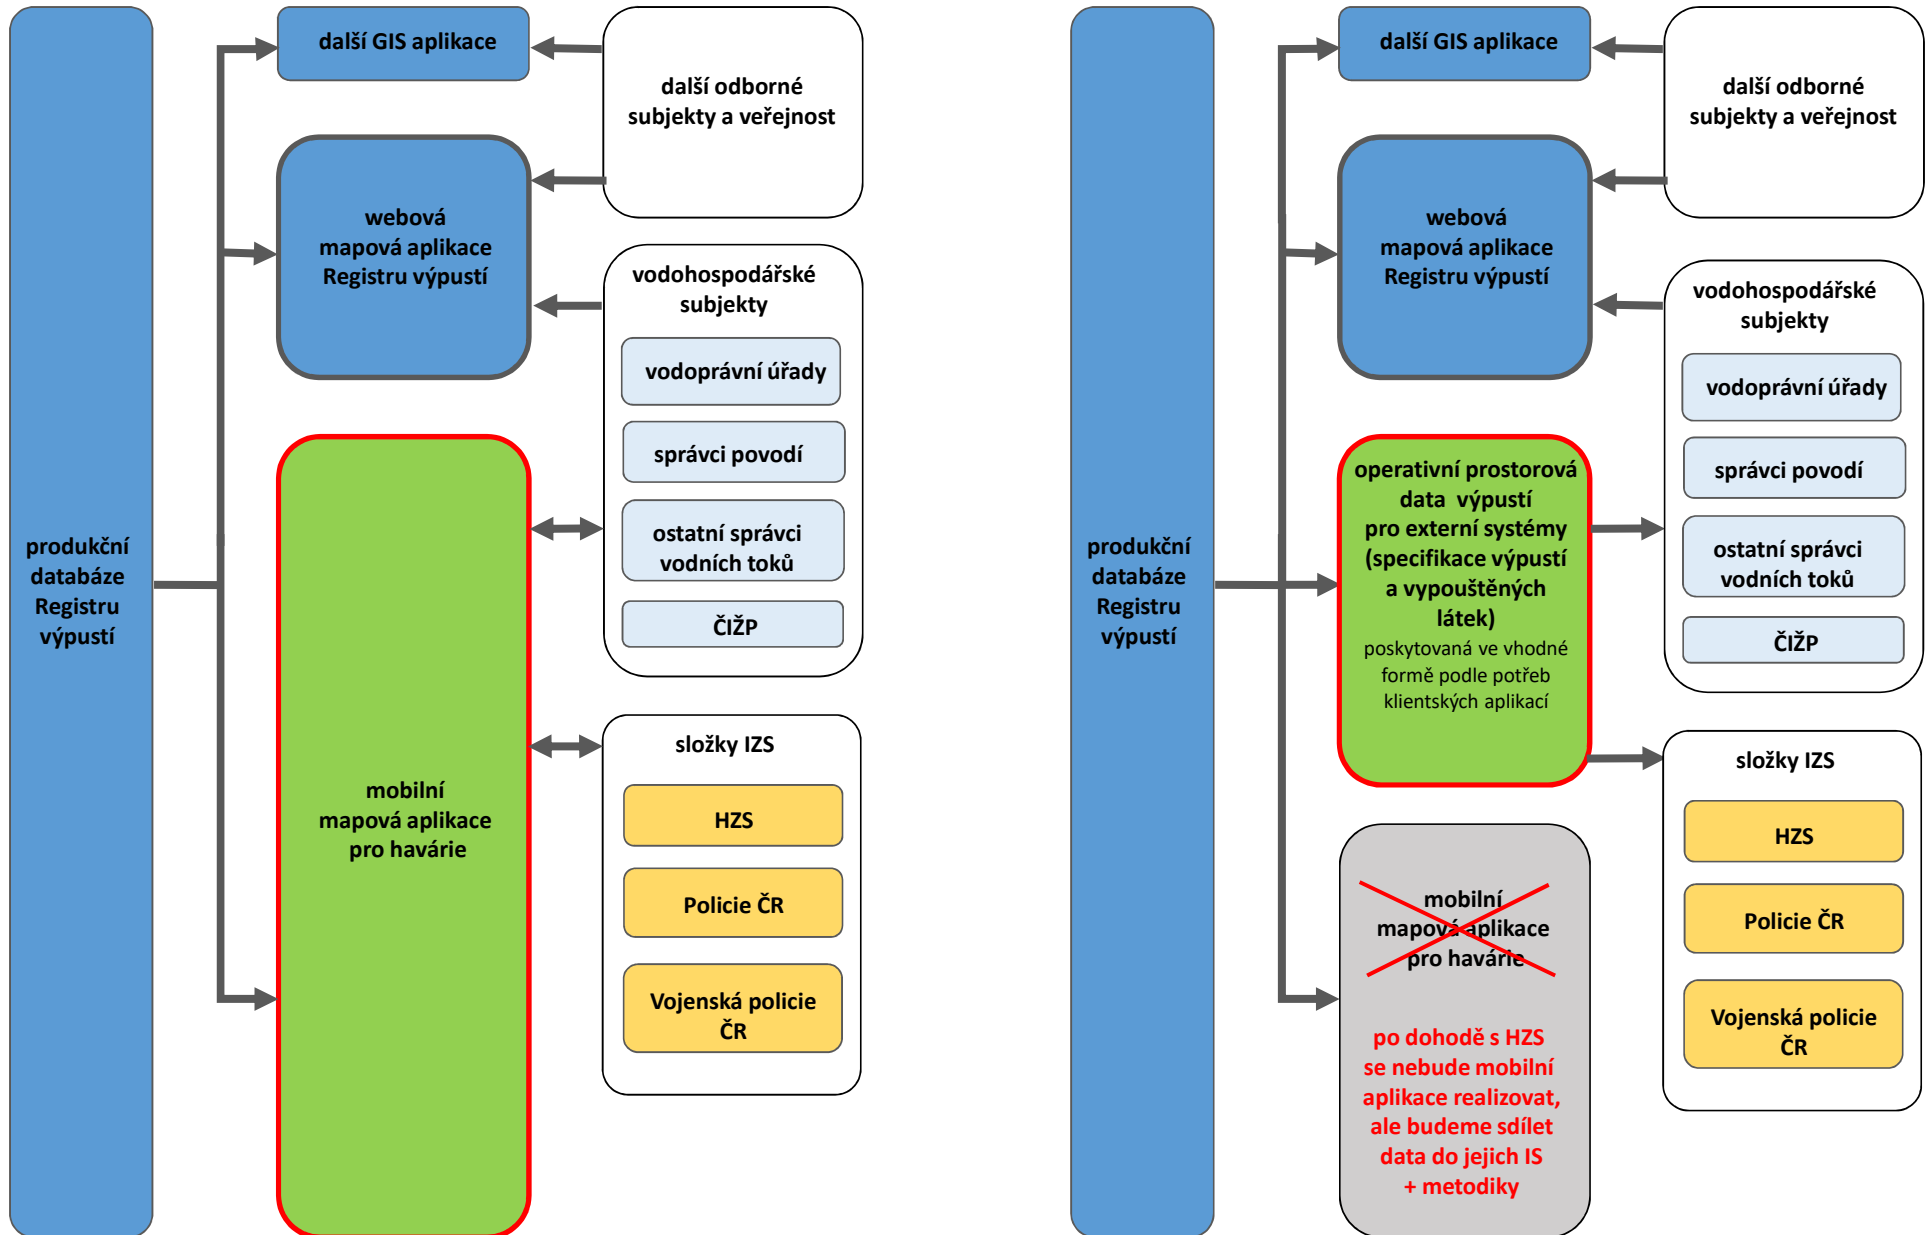 produkční
databáze
Registru
výpustí
další GIS aplikace
webová
mapová aplikace
Registru výpustí
mobilní
mapová aplikace
pro havárie
další odborné
subjekty a veřejnost
vodohospodářské
subjekty
vodoprávní úřady
správci povodí
ostatní správci
vodních toků
ČIŽP
složky IZS
HZS
Policie ČR
Vojenská policie
ČR
produkční
databáze
Registru
výpustí
další GIS aplikace
webová
mapová aplikace
Registru výpustí
operativní prostorová
data výpustí
pro externí systémy
(specifikace výpustí
a vypouštěných
látek)
poskytovaná ve vhodné
formě podle potřeb
klientských aplikací
mobilní
mapová aplikace
pro havárie
po dohodě s HZS
se nebude mobilní
aplikace realizovat,
ale budeme sdílet
data do jejich IS
+ metodiky
další odborné
subjekty a veřejnost
vodohospodářské
subjekty
vodoprávní úřady
správci povodí
ostatní správci
vodních toků
ČIŽP
složky IZS
HZS
Policie ČR
Vojenská policie
ČR